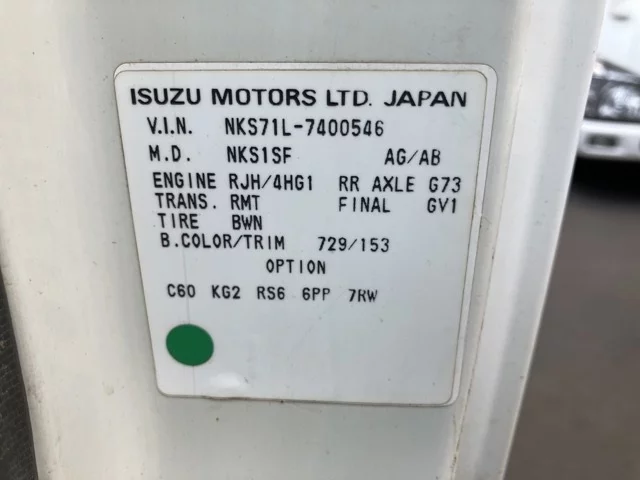 ISUZU MOTORS LTD. JAPAN
V.I.N. NKS71L-7400546
M.D. NKS1SF AG/AB
ENGINE RJH/4HG1 RR AXLE G73
TRANS. RMT FINAL GV1
TIRE BWN
B.COLOR/TRIM 729/153
OPTION
C60 KG2 RS6 6PP 7RW